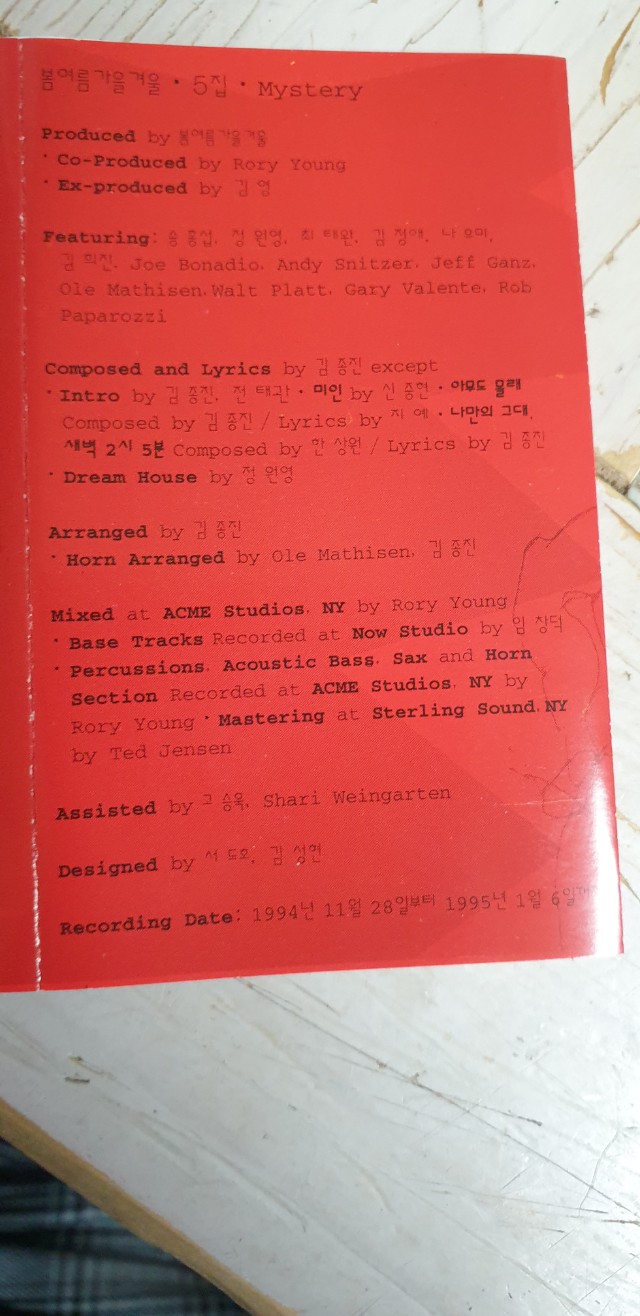 봄여름가을겨울 · 5집 · Mystery
Produced by 봄여름가을겨울
· Co-Produced by Rory Young
· Ex-produced by 김 영
Featuring: 송 홍섭, 정 원영, 최 태완, 김 정애, 나 오미,
김 희진, Joe Bonadio, Andy Snitzer, Jeff Ganz,
Ole Mathisen, Walt Platt, Gary Valente, Rob
Paparozzi
Composed and Lyrics by 김 종진 except
· Intro by 김 종진, 전 태관 · 미인 by 신 중현 · 아무도 몰래
Composed by 김 종진 / Lyrics by 지 예 · 나만의 그대,
새벽 2시 5분 Composed by 한 상원 / Lyrics by 김 종진
· Dream House by 정 원영
Arranged by 김 종진
· Horn Arranged by Ole Mathisen, 김 종진
Mixed at ACME Studios, NY by Rory Young
· Base Tracks Recorded at Now Studio by 임 창덕
· Percussions, Acoustic Bass, Sax and Horn
Section Recorded at ACME Studios, NY by
Rory Young · Mastering at Sterling Sound, NY
by Ted Jensen
Assisted by 고 승욱, Shari Weingarten
Designed by 서 도호, 김 성현
Recording Date: 1994년 11월 28일부터 1995년 1월 6일까지